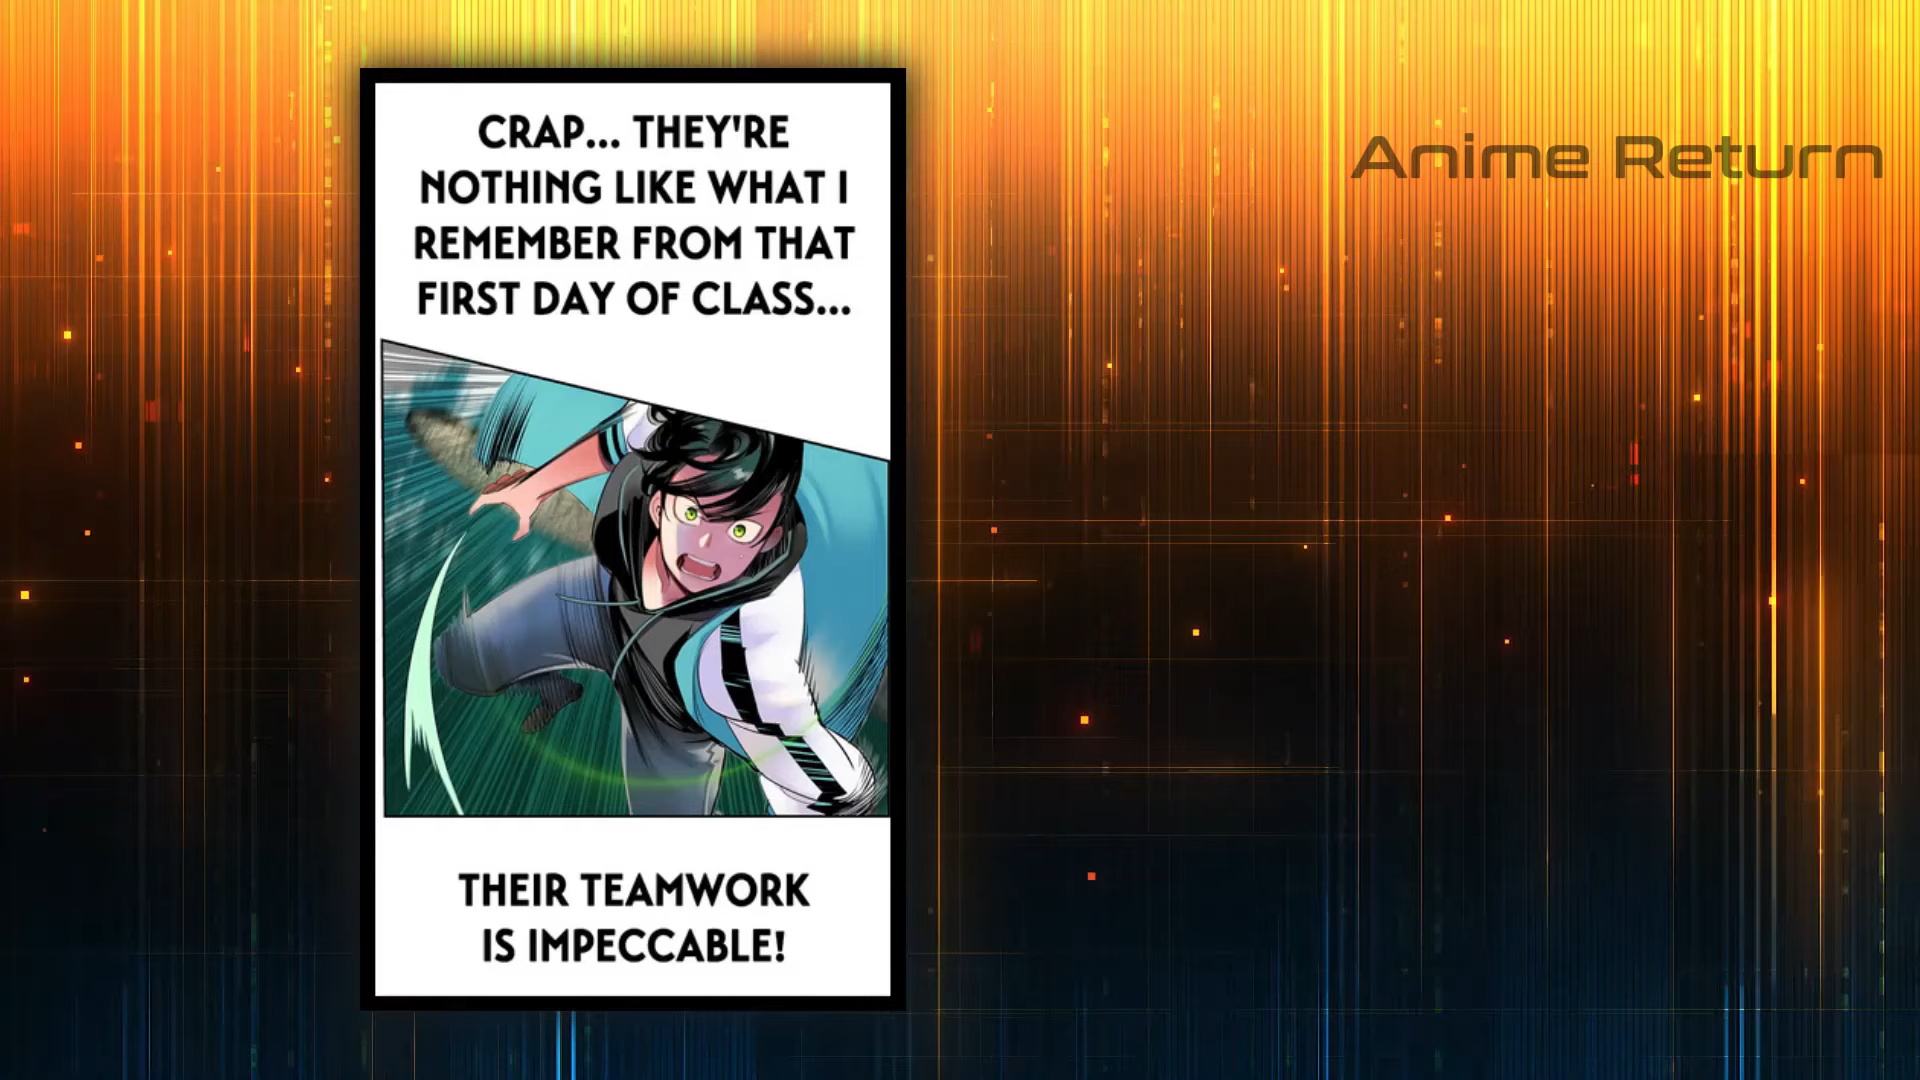 CRAP... THEY'RE
NOTHING LIKE WHAT I
REMEMBER FROM THAT
FIRST DAY OF CLASS...
Anime Return
THEIR TEAMWORK
IS IMPECCABLE!